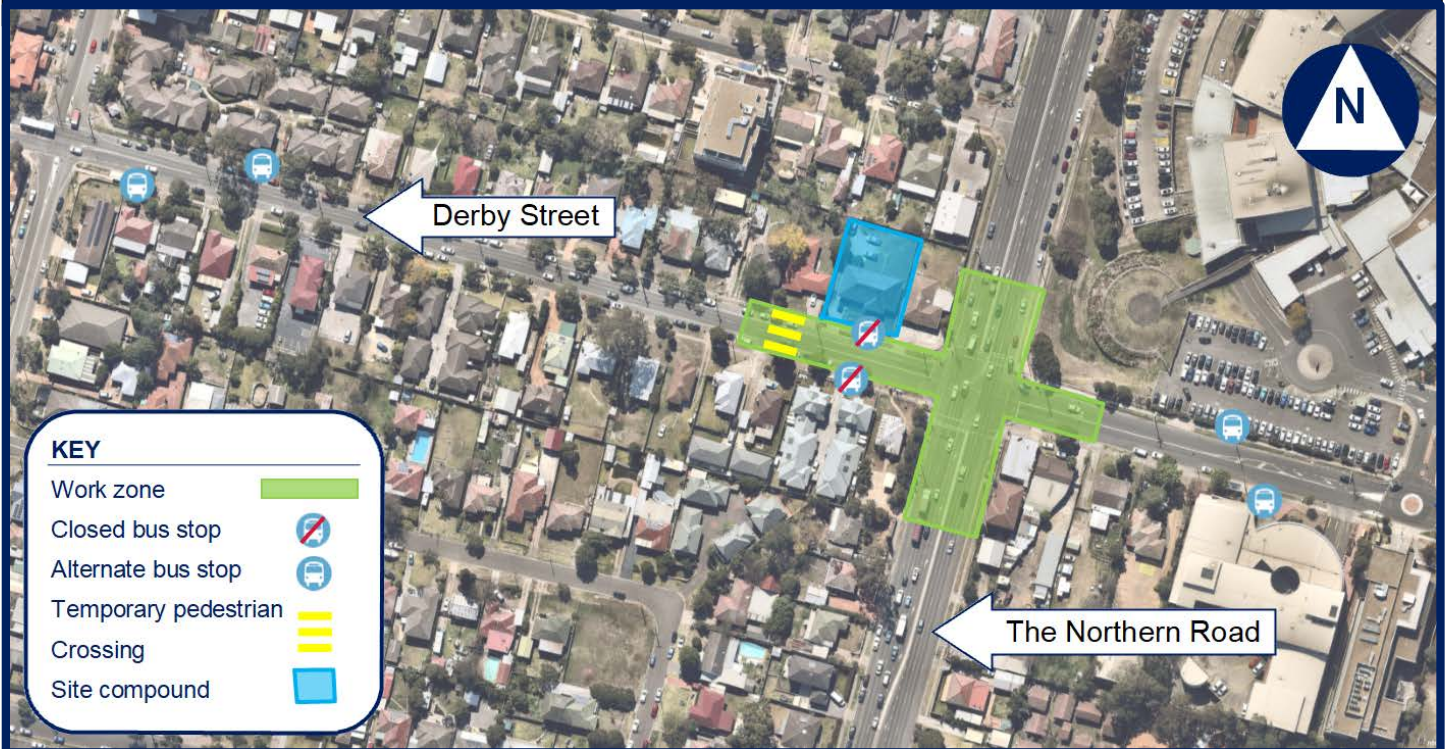 N
Derby Street
The Northern Road
KEY
Work zone
Closed bus stop
Alternate bus stop
Temporary pedestrian
Crossing
Site compound